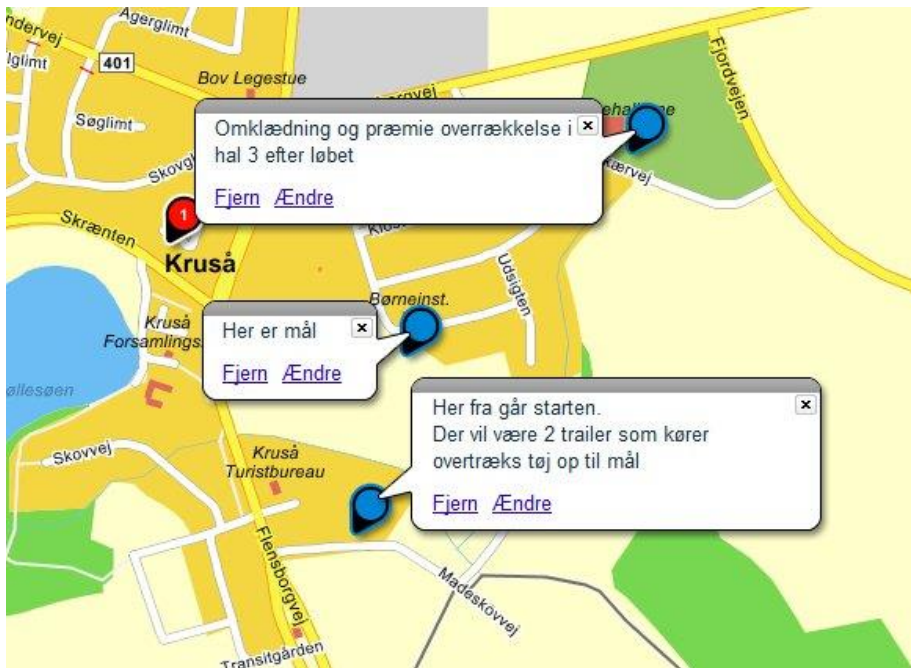 Agerglimt
401
Bov Legestue
Søglimt
Fjordvejen
Omklædning og præmie overrækkelse i
hal 3 efter løbet
Fjern Ændre
Skrænten
1
Kruså
Udsigten
Børneinst.
Her er mål
Fjern Ændre
Kruså
Her fra går starten.
Der vil være 2 trailer som kører
overtræks tøj op til mål
Fjern Ændre
Skovvej
Kruså
Turistbureau
Flensborgvej
Madeskovvej
Transitgården